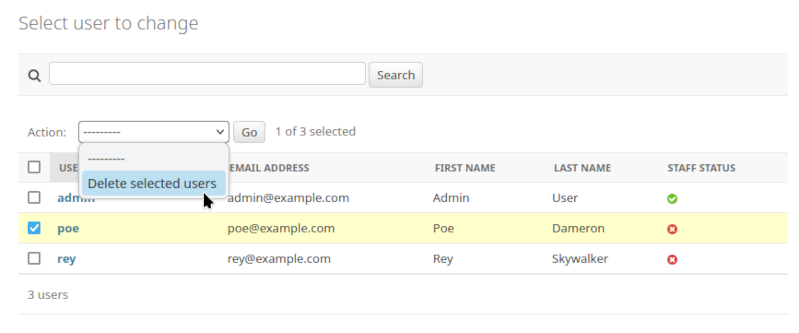 Select user to change
Search
Action: --------- Go 1 of 3 selected
---------
Delete selected users
USE EMAIL ADDRESS FIRST NAME LAST NAME STAFF STATUS
admin admin@example.com Admin User
poe poe@example.com Poe Dameron
rey rey@example.com Rey Skywalker
3 users